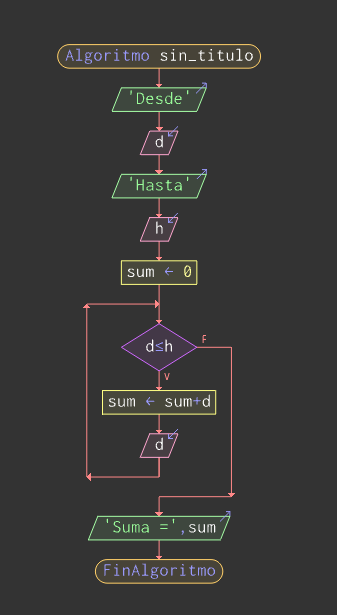 Algoritmo sin_titulo
'Desde'
d
'Hasta'
h
sum ← 0
d≤h
F
V
sum ← sum+d
d
'Suma =',sum
FinAlgoritmo